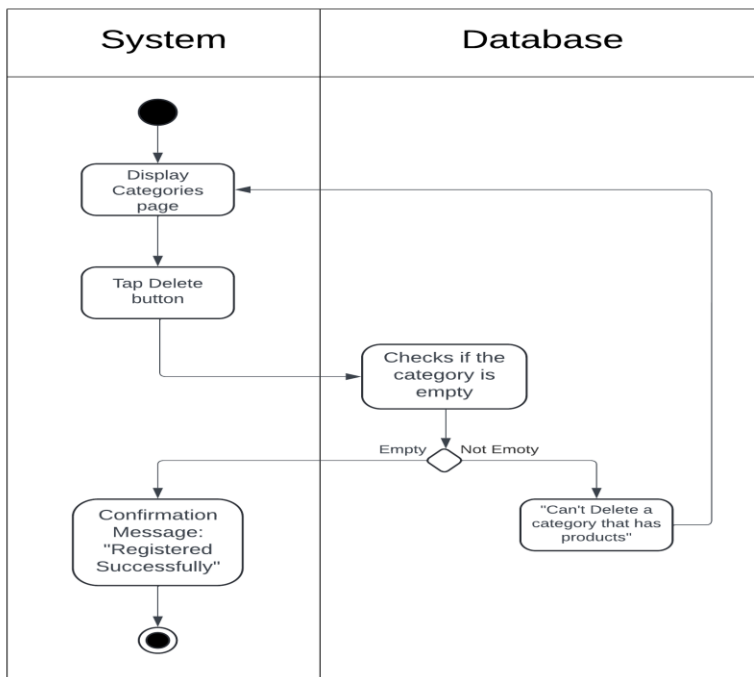 System
Database
Display
Categories
page
Tap Delete
button
Checks if the
category is
empty
Empty
Not Emoty
Confirmation
Message:
"Registered
Successfully"
"Can't Delete a
category that has
products"